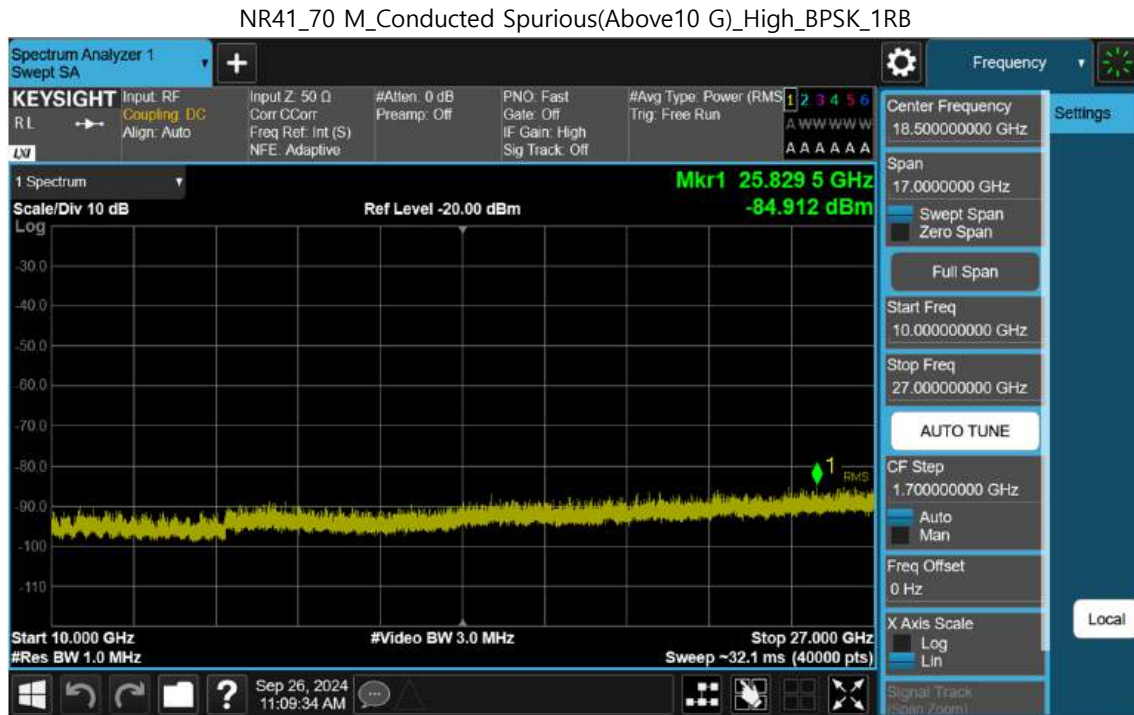 NR41_70 M_Conducted Spurious(Above10 G)_High_BPSK_1RB
Spectrum Analyzer 1
Swept SA
Frequency
KEYSIGHT
RL
LXI
Input: RF
Coupling: DC
Align: Auto
Input Z: 50 Ω
Corr CCorr
Freq Ref: Int (S)
NFE: Adaptive
#Atten: 0 dB
Preamp: Off
PNO: Fast
Gate: Off
IF Gain: High
Sig Track: Off
#Avg Type: Power (RMS
Trig: Free Run
1 2 3 4 5 6
A W W W W W
A A A A A A
Center Frequency
18.500000000 GHz
Settings
1 Spectrum
Mkr1 25.829 5 GHz
Scale/Div 10 dB
Ref Level -20.00 dBm
-84.912 dBm
Log
-30.0
-40.0
-50.0
-60.0
-70.0
-80.0
-90.0
-100
-110
1
RMS
Span
17.0000000 GHz
Swept Span
Zero Span
Full Span
Start Freq
10.000000000 GHz
Stop Freq
27.000000000 GHz
AUTO TUNE
CF Step
1.700000000 GHz
Auto
Man
Freq Offset
0 Hz
X Axis Scale
Log
Lin
Signal Track
(Span Zoom)
Local
Start 10.000 GHz
#Video BW 3.0 MHz
Stop 27.000 GHz
#Res BW 1.0 MHz
Sweep ~32.1 ms (40000 pts)
Sep 26, 2024
11:09:34 AM